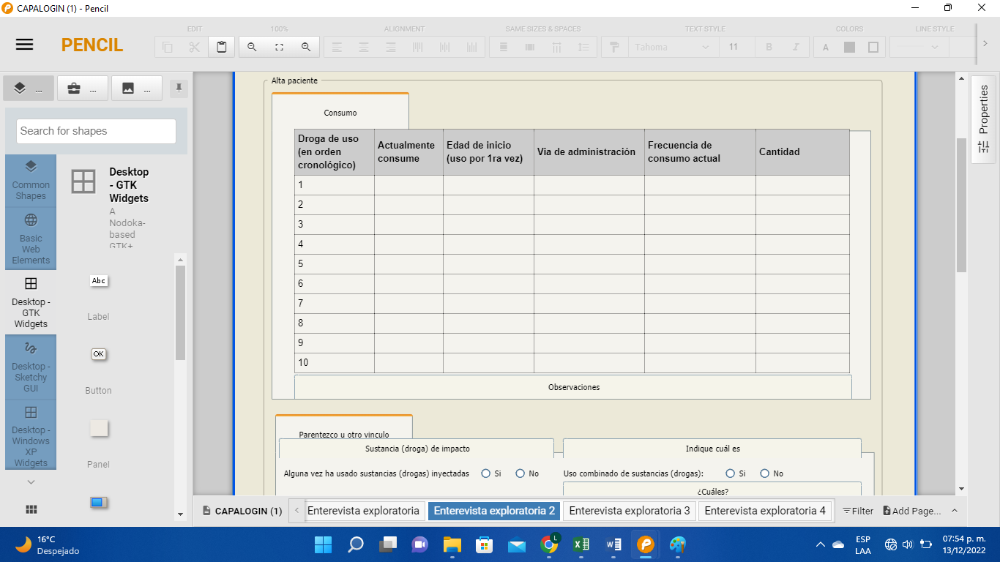 CAPALOGIN (1) - Pencil
PENCIL
EDIT
100%
ALIGNMENT
SAME SIZES & SPACES
TEXT STYLE
COLORS
LINE STYLE
Tahoma
11
B
I
A
...
...
...
Search for shapes
Common
Shapes
Basic
Web
Elements
Desktop -
GTK
Widgets
Desktop -
Sketchy
GUI
Desktop -
Windows
XP
Widgets
Desktop
- GTK
Widgets
A
Nodoka-
based
GTK+
Abc
Label
OK
Button
Panel
Alta paciente
Consumo
Droga de uso
(en orden
cronológico)
Actualmente
consume
Edad de inicio
(uso por 1ra vez)
Via de administración
Frecuencia de
consumo actual
Cantidad
1
2
3
4
5
6
7
8
9
10
Observaciones
Parentezco u otro vinculo
Sustancia (droga) de impacto
Indique cuál es
Alguna vez ha usado sustancias (drogas) inyectadas
Si
No
Uso combinado de sustancias (drogas):
Si
No
¿Cuáles?
Properties
CAPALOGIN (1)
Enterevista exploratoria
Enterevista exploratoria 2
Enterevista exploratoria 3
Enterevista exploratoria 4
Filter
Add Page...
16°C
Despejado
L
ESP
LAA
07:54 p. m.
13/12/2022